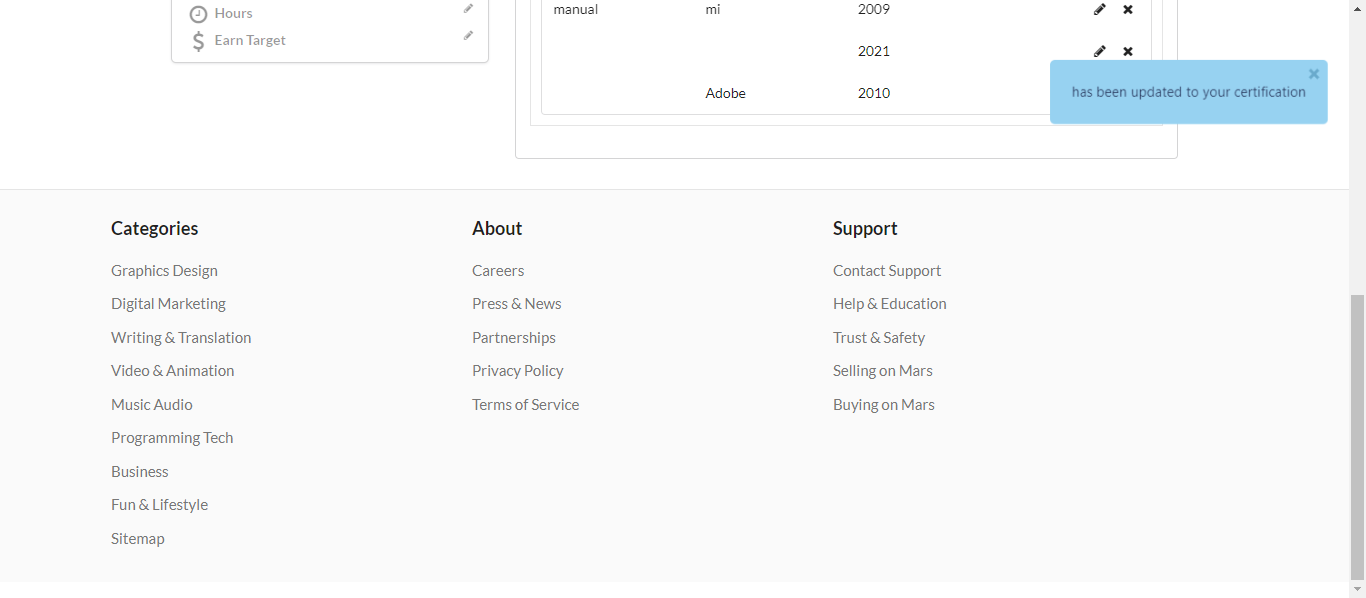 Hours
Earn Target
manual mi 2009
2021
Adobe 2010
has been updated to your certification
Categories
Graphics Design
Digital Marketing
Writing & Translation
Video & Animation
Music Audio
Programming Tech
Business
Fun & Lifestyle
Sitemap
About
Careers
Press & News
Partnerships
Privacy Policy
Terms of Service
Support
Contact Support
Help & Education
Trust & Safety
Selling on Mars
Buying on Mars